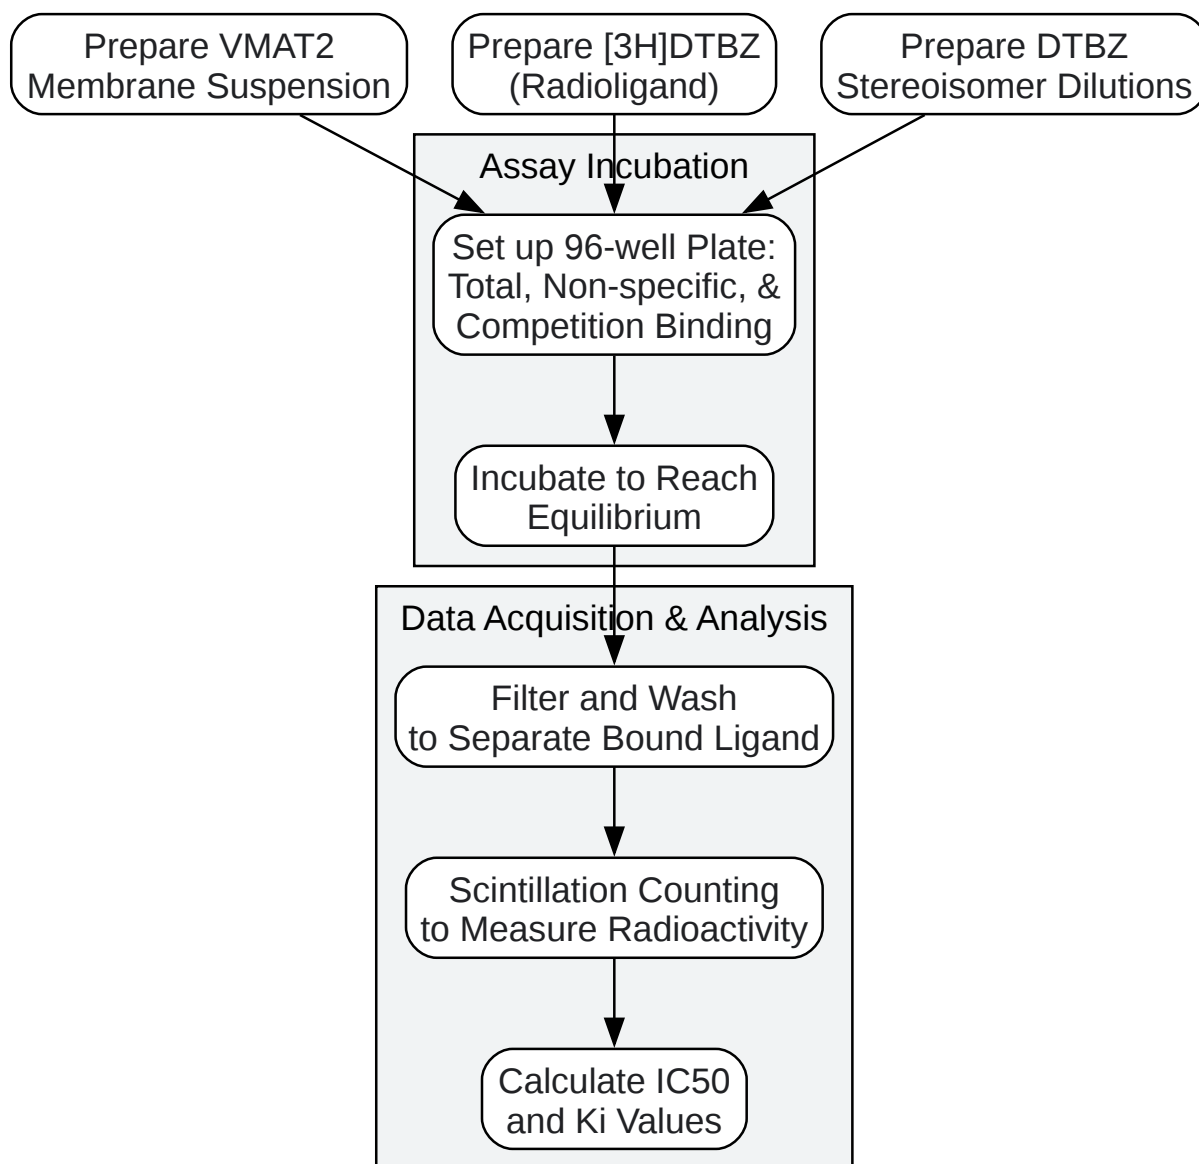 Prepare VMAT2
Membrane Suspension
Prepare [3H]DTBZ
(Radioligand)
Prepare DTBZ
Stereoisomer Dilutions
Assay Incubation
Set up 96-well Plate:
Total, Non-specific, &
Competition Binding
Incubate to Reach
Equilibrium
Data Acquisition & Analysis
Filter and Wash
to Separate Bound Ligand
Scintillation Counting
to Measure Radioactivity
Calculate IC50
and Ki Values